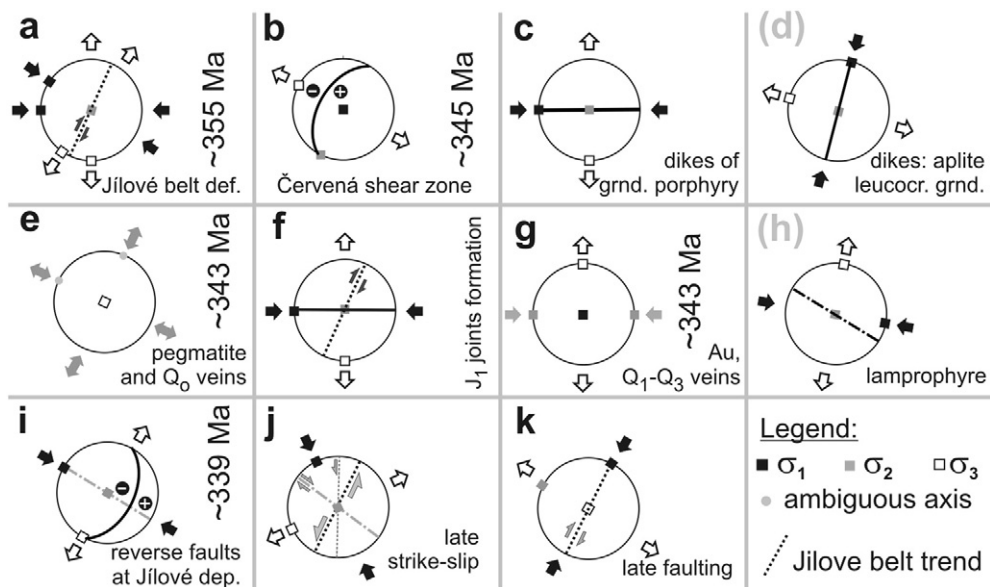 a
~355 Ma
Jílové belt def.
b
~345 Ma
Červená shear zone
c
dikes of
grnd. porphyry
(d)
dikes: aplite
leucocr. grnd.
e
~343 Ma
pegmatite
and Qo veins
f
J1 joints formation
g
~343 Ma
Au,
Q1-Q3 veins
(h)
lamprophyre
i
~339 Ma
reverse faults
at Jílové dep.
j
late
strike-slip
k
late faulting
Legend:
σ1 σ2 σ3
ambiguous axis
Jilove belt trend